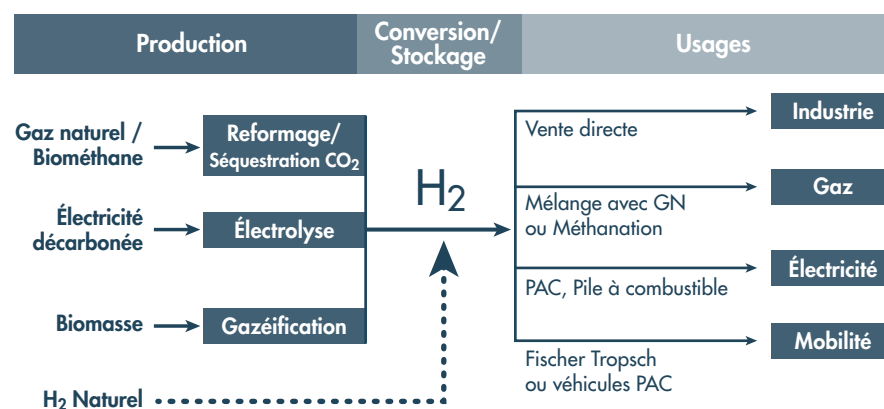 Production
Conversion/
Stockage
Usages
Gaz naturel /
Biométhane
Reformage/
Séquestration CO2
Électricité
décarbonée
Électrolyse
Biomasse
Gazéification
H2 Naturel
H2
Vente directe
Industrie
Mélange avec GN
ou Méthanation
Gaz
PAC, Pile à combustible
Électricité
Fischer Tropsch
ou véhicules PAC
Mobilité